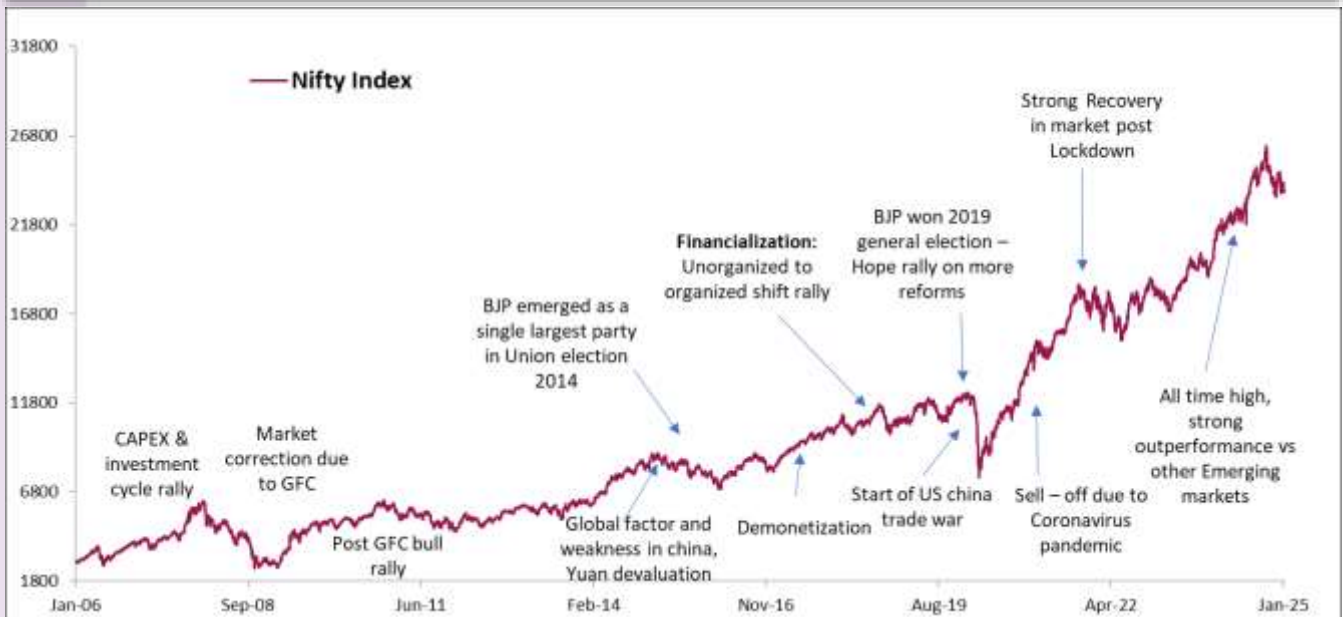 31800
26800
21800
16800
11800
6800
1800
Nifty Index
CAPEX &
investment
cycle rally
Market
correction due
to GFC
Post GFC bull
rally
BJP emerged as a
single largest party
in Union election
2014
Global factor and
weakness in china,
Yuan devaluation
Financialization:
Unorganized to
organized shift rally
Demonetization
BJP won 2019
general election –
Hope rally on more
reforms
Start of US china
trade war
Strong Recovery
in market post
Lockdown
Sell – off due to
Coronavirus
pandemic
All time high,
strong
outperformance vs
other Emerging
markets
Jan-06
Sep-08
Jun-11
Feb-14
Nov-16
Aug-19
Apr-22
Jan-25